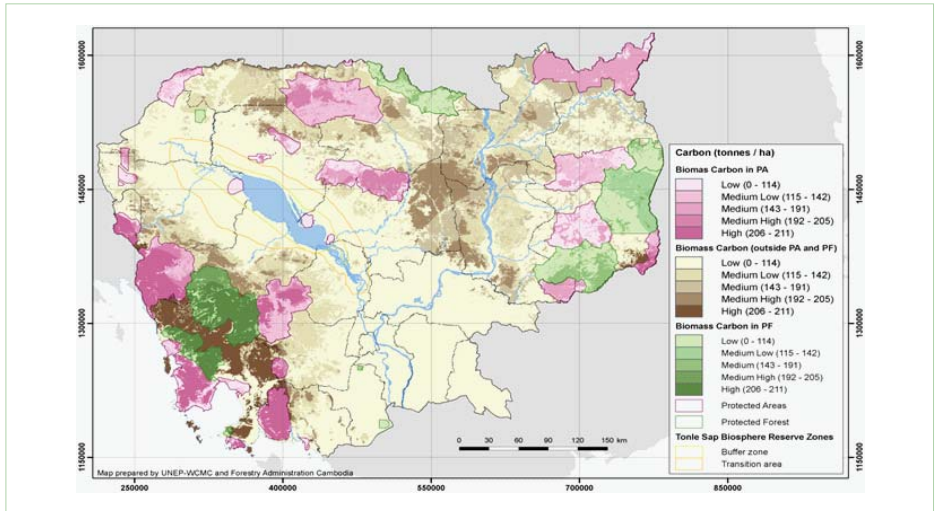 1600000
1450000
1300000
1150000
1600000
1450000
1300000
1150000
Carbon (tonnes / ha)
Biomas Carbon in PA
Low (0 - 114)
Medium Low (115 - 142)
Medium (143 - 191)
Medium High (192 - 205)
High (206 - 211)
Biomass Carbon (outside PA and PF)
Low (0 - 114)
Medium Low (115 - 142)
Medium (143 - 191)
Medium High (192 - 205)
High (206 - 211)
Biomass Carbon in PF
Low (0 - 114)
Medium Low (115 - 142)
Medium (143 - 191)
Medium High (192 - 205)
High (206 - 211)
Protected Areas
Protected Forest
Tonle Sap Biosphere Reserve Zones
Buffer zone
Transition area
0 30 60 90 120 150 km
Map prepared by UNEP-WCMC and Forestry Administration Cambodia
250000 400000 550000 700000 850000